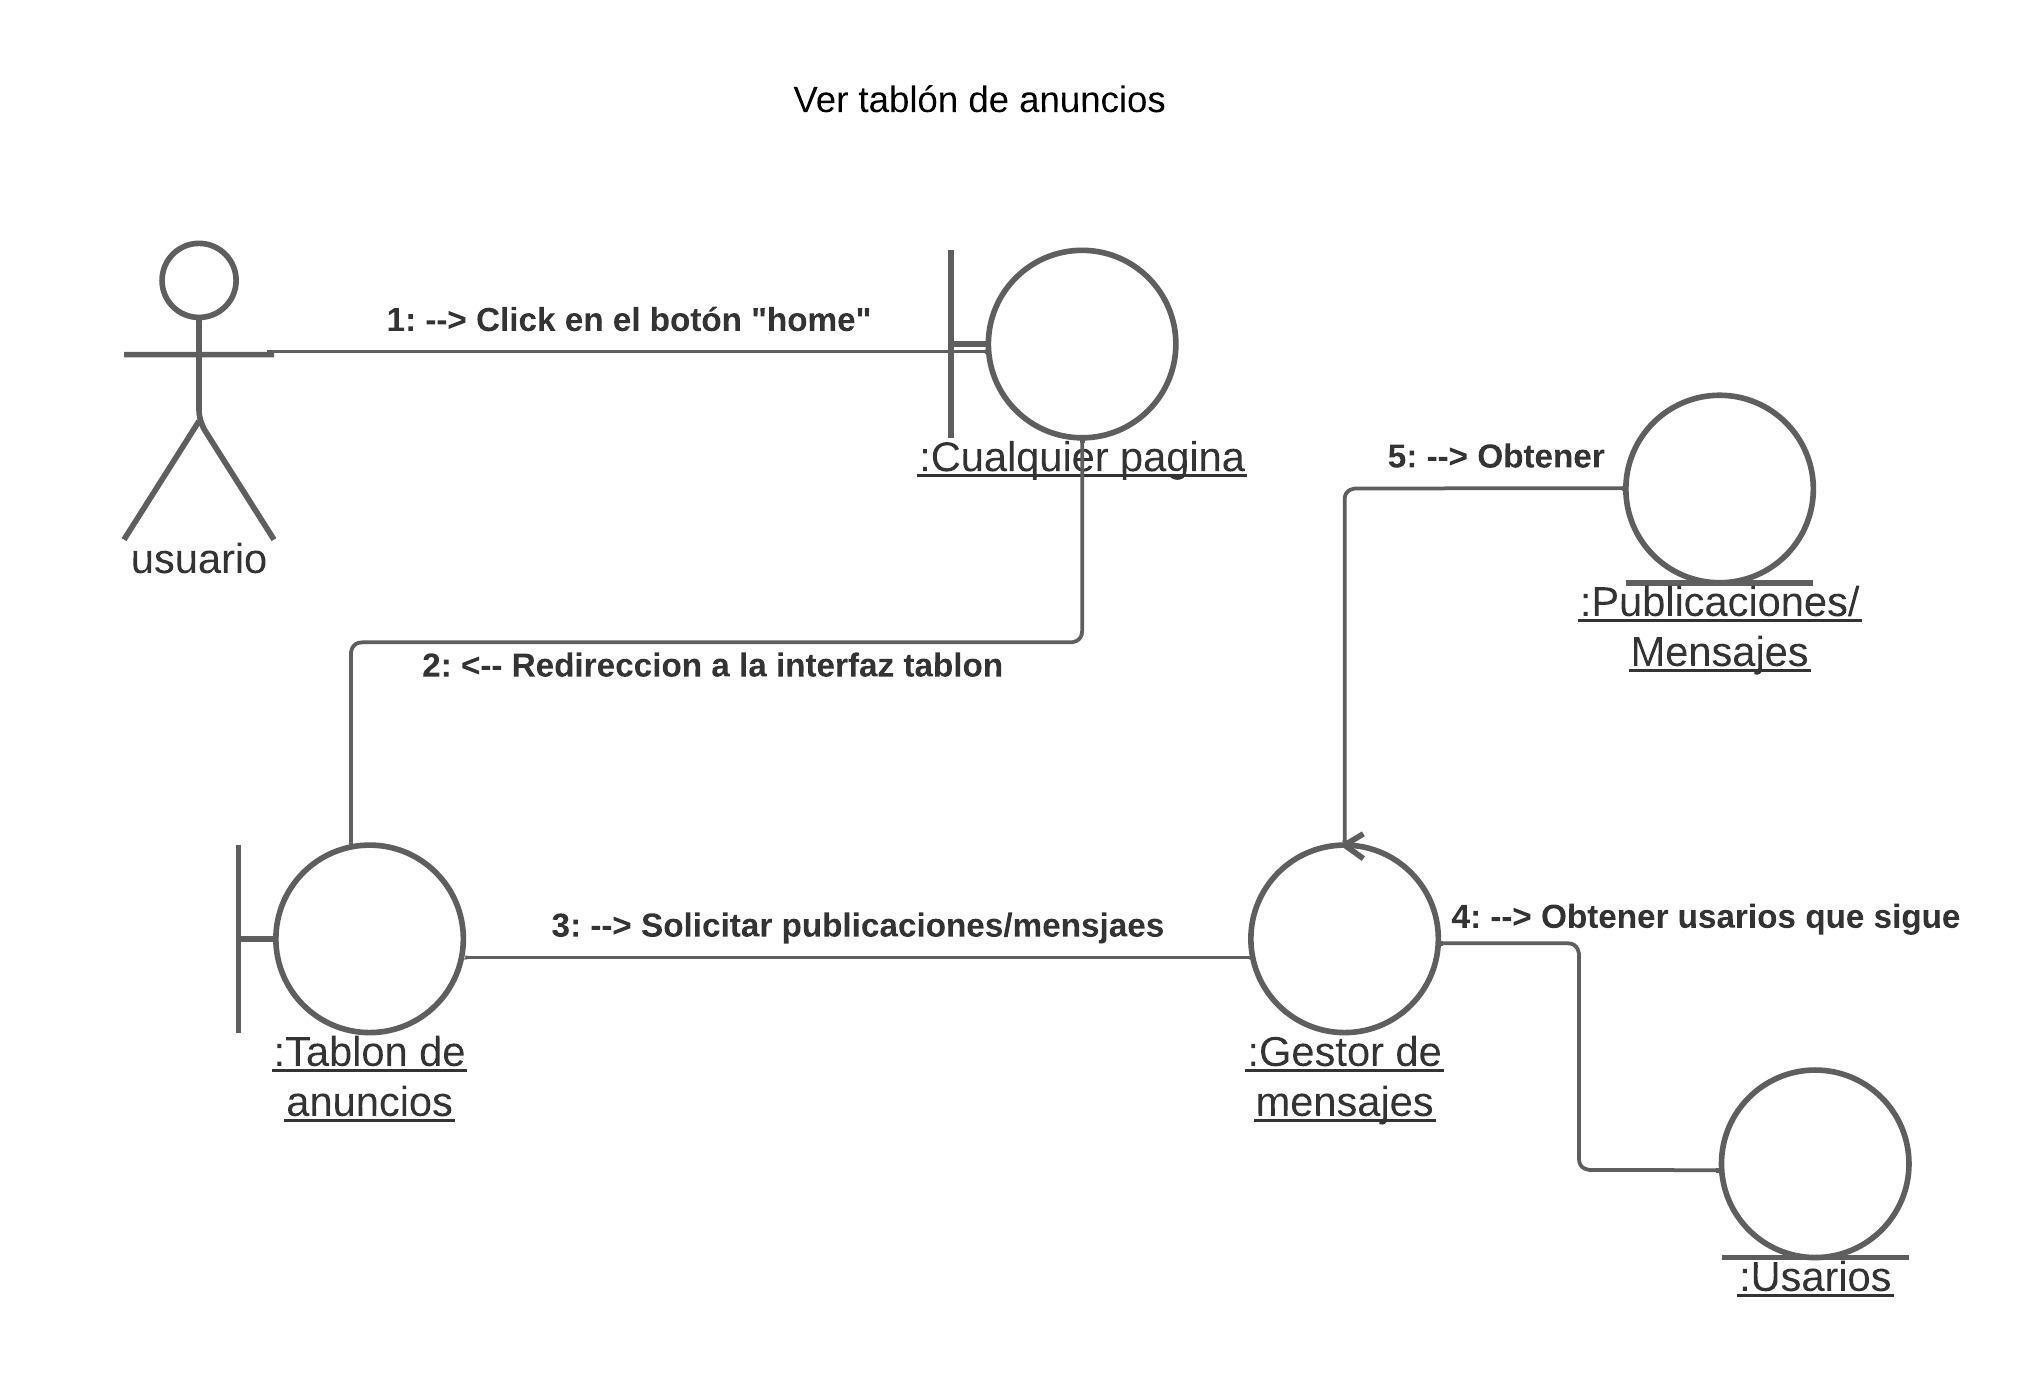 Ver tablón de anuncios
1: --> Click en el botón "home"
:Cualquier pagina
5: --> Obtener
usuario
:Publicaciones/
Mensajes
2: <-- Redireccion a la interfaz tablon
3: --> Solicitar publicaciones/mensjaes
4: --> Obtener usarios que sigue
:Tablon de
anuncios
:Gestor de
mensajes
:Usarios